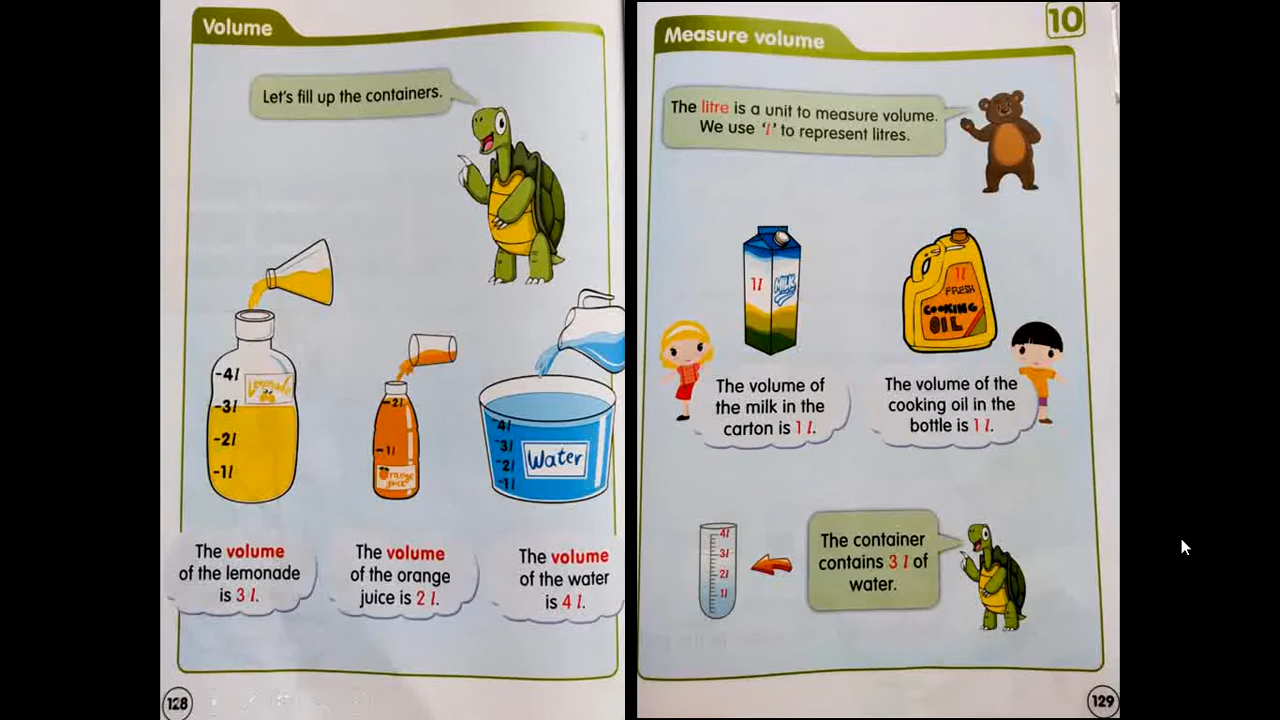 Volume
Let's fill up the containers.
-4l
-3l
-2l
-1l
Lemonade
-2l
-1l
Orange
juice
-4l
-3l
-2l
-1l
Water
The volume
of the lemonade
is 3 l.
The volume
of the orange
juice is 2 l.
The volume
of the water
is 4 l.
128
Measure volume
10
The litre is a unit to measure volume.
We use 'l' to represent litres.
1l
MILK
1l
FRESH
COOKING
OIL
The volume of
the milk in the
carton is 1 l.
The volume of the
cooking oil in the
bottle is 1 l.
4l
3l
2l
1l
The container
contains 3 l of
water.
129